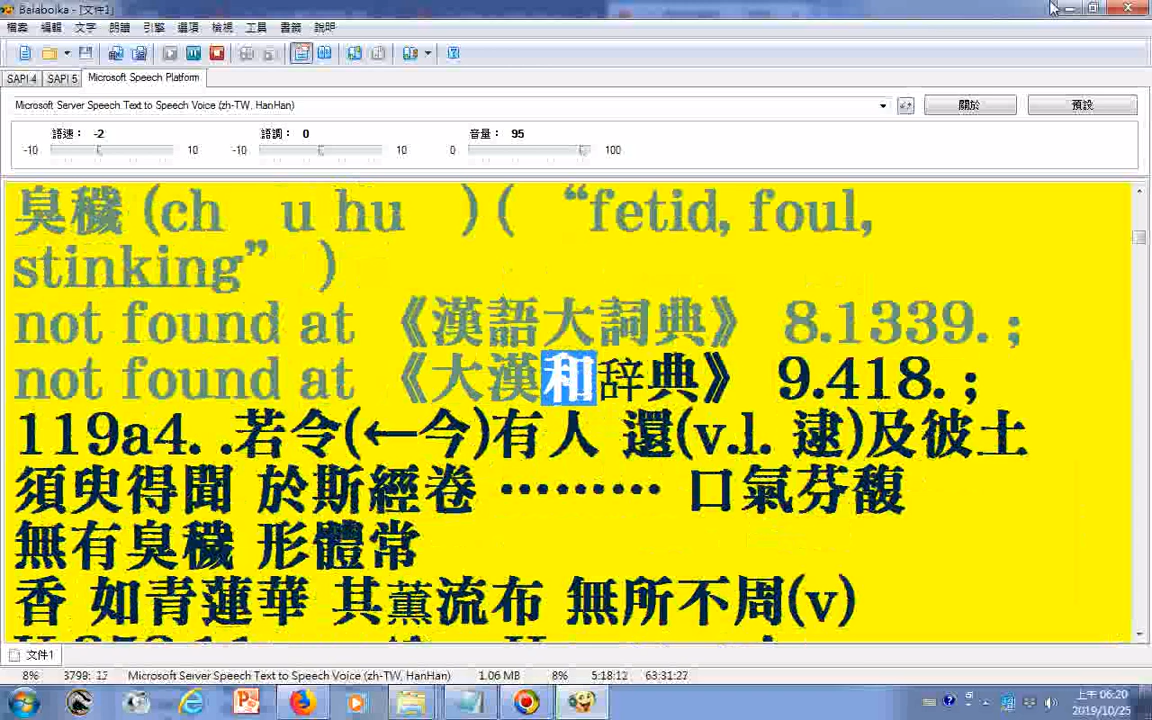 Balabolka - [文件1]
檔案 編輯 文字 朗讀 引擎 選項 檢視 工具 書籤 說明
SAPI 4 SAPI 5 Microsoft Speech Platform
Microsoft Server Speech Text to Speech Voice (zh-TW, HanHan) 關於 預設
語速： -2 語調： 0 音量： 95
-10 10 -10 10 0 100
臭穢 (ch u hu ) ( “fetid, foul,
stinking” )
not found at 《漢語大詞典》 8.1339. ;
not found at 《大漢和辞典》 9.418. ;
119a4. .若令(←今)有人 還(v.l. 逮)及彼土
須臾得聞 於斯經卷 ········· 口氣芬馥
無有臭穢 形體常
香 如青蓮華 其薫流布 無所不周(v)
文件1
8% 3799: 15 Microsoft Server Speech Text to Speech Voice (zh-TW, HanHan) 1.06 MB 8% 5:18:12 63:31:27
上午 06:20
2019/10/25